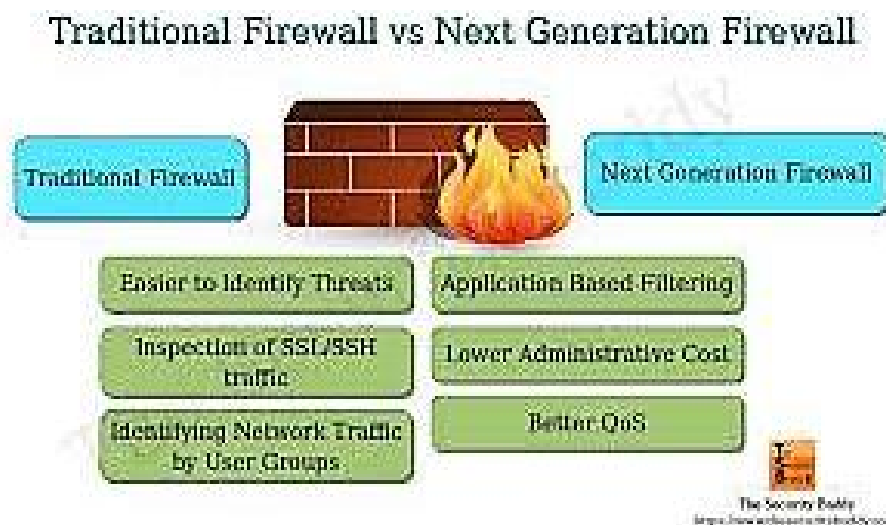 Traditional Firewall vs Next Generation Firewall
Traditional Firewall
Next Generation Firewall
Easier to Identify Threats
Application Based Filtering
Inspection of SSL/SSH
traffic
Lower Administrative Cost
Identifying Network Traffic
by User Groups
Better QoS
The Security Buddy